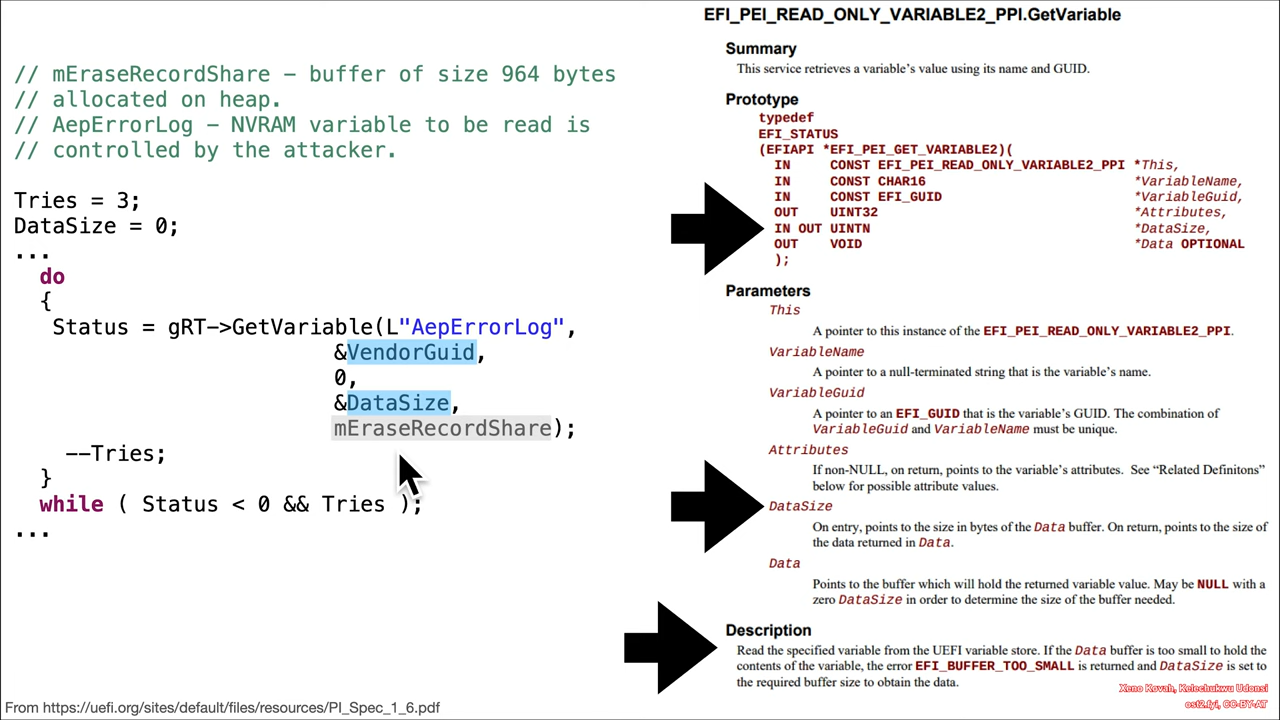 // mEraseRecordShare – buffer of size 964 bytes
// allocated on heap.
// AepErrorLog – NVRAM variable to be read is
// controlled by the attacker.
Tries = 3;
DataSize = 0;
...
do
{
Status = gRT->GetVariable(L"AepErrorLog",
&VendorGuid,
0,
&DataSize,
mEraseRecordShare);
--Tries;
}
while ( Status < 0 && Tries );
...
From https://uefi.org/sites/default/files/resources/PI_Spec_1_6.pdf
EFI_PEI_READ_ONLY_VARIABLE2_PPI.GetVariable
Summary
This service retrieves a variable's value using its name and GUID.
Prototype
typedef
EFI_STATUS
(EFIAPI *EFI_PEI_GET_VARIABLE2)(
IN CONST EFI_PEI_READ_ONLY_VARIABLE2_PPI *This,
IN CONST CHAR16 *VariableName,
IN CONST EFI_GUID *VariableGuid,
OUT UINT32 *Attributes,
IN OUT UINTN *DataSize,
OUT VOID *Data OPTIONAL
);
Parameters
This
A pointer to this instance of the EFI_PEI_READ_ONLY_VARIABLE2_PPI.
VariableName
A pointer to a null-terminated string that is the variable's name.
VariableGuid
A pointer to an EFI_GUID that is the variable's GUID. The combination of
VariableGuid and VariableName must be unique.
Attributes
If non-NULL, on return, points to the variable's attributes. See “Related Definitons”
below for possible attribute values.
DataSize
On entry, points to the size in bytes of the Data buffer. On return, points to the size of
the data returned in Data.
Data
Points to the buffer which will hold the returned variable value. May be NULL with a
zero DataSize in order to determine the size of the buffer needed.
Description
Read the specified variable from the UEFI variable store. If the Data buffer is too small to hold the
contents of the variable, the error EFI_BUFFER_TOO_SMALL is returned and DataSize is set to
the required buffer size to obtain the data.
Xeno Kovah, Kelechukwu Udonsi
ost2.fyi, CC-BY-AT